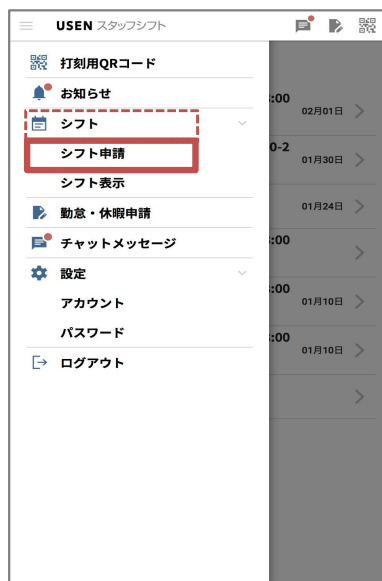 USEN スタッフシフト
打刻用QRコード
お知らせ
シフト
シフト申請
シフト表示
勤怠・休暇申請
チャットメッセージ
設定
アカウント
パスワード
ログアウト
:00
02月01日
0-2
01月30日
01月24日
:00
:00
01月10日
:00
01月10日